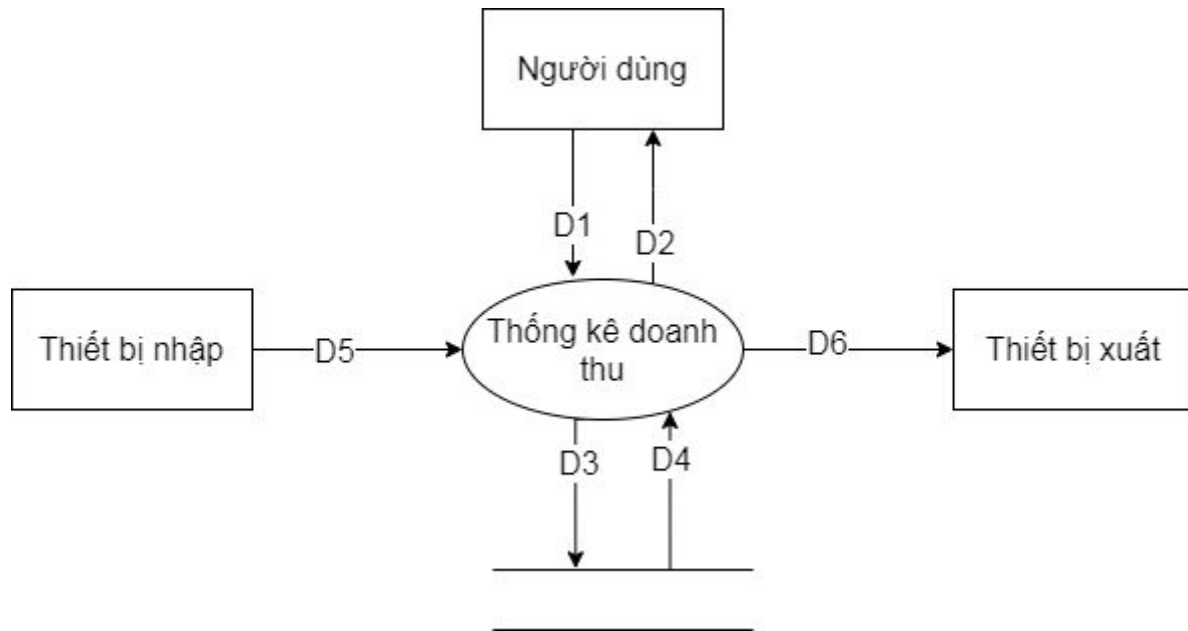 Người dùng
D1
D2
Thiết bị nhập
D5
Thống kê doanh
thu
D6
Thiết bị xuất
D3
D4